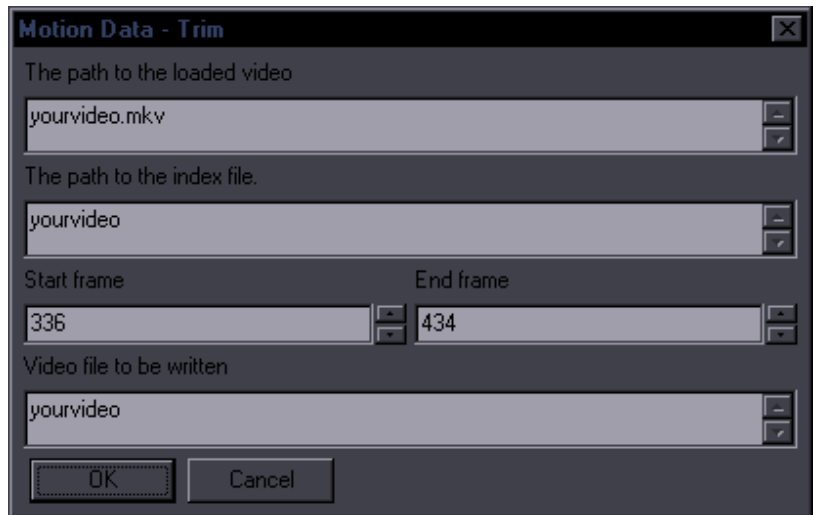 Motion Data - Trim
The path to the loaded video
yourvideo.mkv
The path to the index file.
yourvideo
Start frame End frame
336 434
Video file to be written
yourvideo
OK Cancel